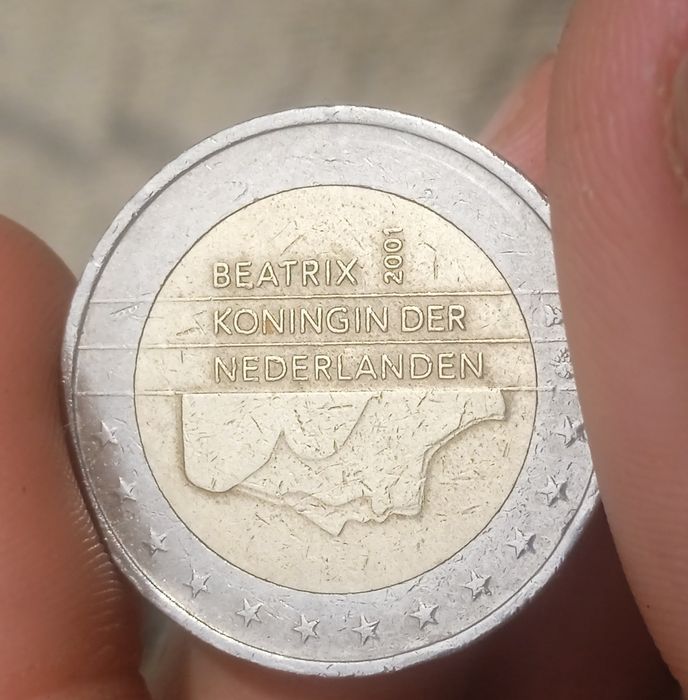 BEATRIX 2001
KONINGIN DER
NEDERLANDEN